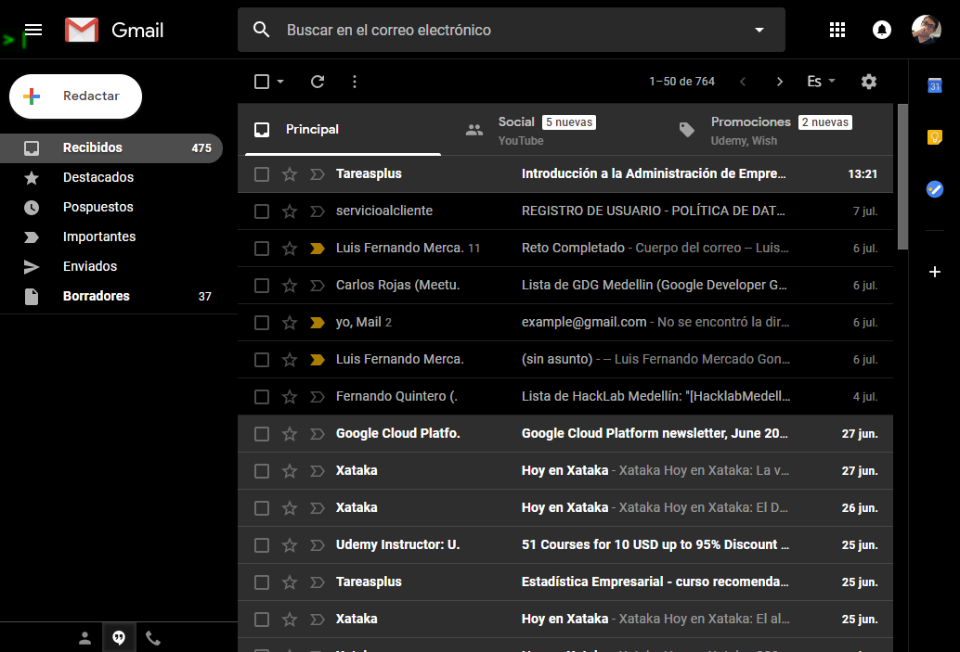 Gmail
Buscar en el correo electrónico
Redactar
Recibidos 475
Destacados
Pospuestos
Importantes
Enviados
Borradores 37
1–50 de 764
Es
Principal
Social 5 nuevas
YouTube
Promociones 2 nuevas
Udemy, Wish
Tareasplus Introducción a la Administración de Empre… 13:21
servicioalcliente REGISTRO DE USUARIO - POLÍTICA DE DAT… 7 jul.
Luis Fernando Merca. 11 Reto Completado - Cuerpo del correo -- Luis… 6 jul.
Carlos Rojas (Meetu. Lista de GDG Medellin (Google Developer G… 6 jul.
yo, Mail 2 example@gmail.com - No se encontró la dir… 6 jul.
Luis Fernando Merca. (sin asunto) - -- Luis Fernando Mercado Gon… 6 jul.
Fernando Quintero (. Lista de HackLab Medellín: "[HacklabMedell… 4 jul.
Google Cloud Platfo. Google Cloud Platform newsletter, June 20… 27 jun.
Xataka Hoy en Xataka - Xataka Hoy en Xataka: La v… 27 jun.
Xataka Hoy en Xataka - Xataka Hoy en Xataka: El D… 26 jun.
Udemy Instructor: U. 51 Courses for 10 USD up to 95% Discount … 25 jun.
Tareasplus Estadística Empresarial - curso recomenda… 25 jun.
Xataka Hoy en Xataka - Xataka Hoy en Xataka: El al… 25 jun.
31